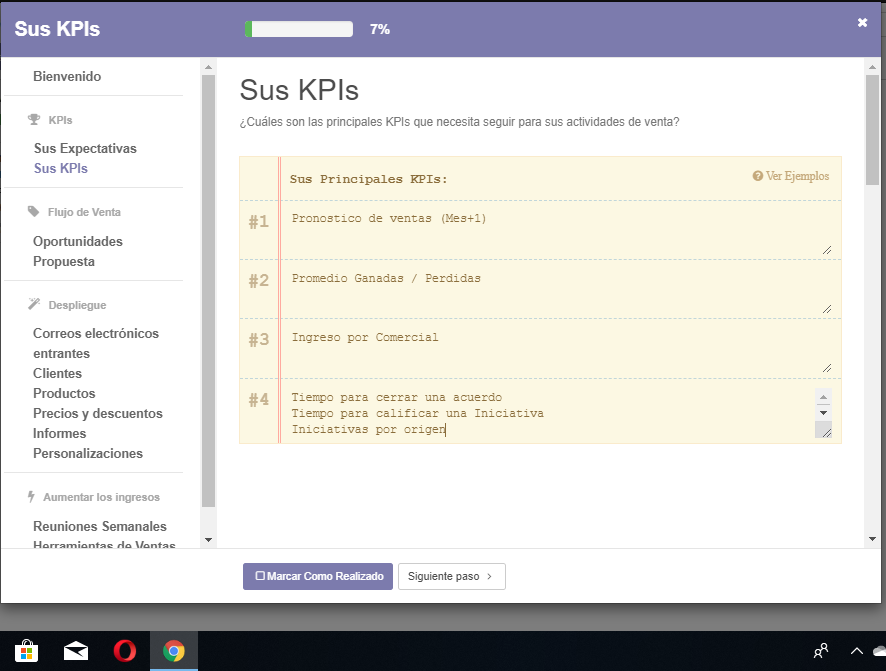 Sus KPIs
7%
Bienvenido
KPIs
Sus Expectativas
Sus KPIs
Flujo de Venta
Oportunidades
Propuesta
Despliegue
Correos electrónicos
entrantes
Clientes
Productos
Precios y descuentos
Informes
Personalizaciones
Aumentar los ingresos
Reuniones Semanales
Herramientas de Ventas
Sus KPIs
¿Cuáles son las principales KPIs que necesita seguir para sus actividades de venta?
Sus Principales KPIs:
Ver Ejemplos
#1 Pronostico de ventas (Mes+1)
#2 Promedio Ganadas / Perdidas
#3 Ingreso por Comercial
#4 Tiempo para cerrar una acuerdo
Tiempo para calificar una Iniciativa
Iniciativas por origen
Marcar Como Realizado
Siguiente paso